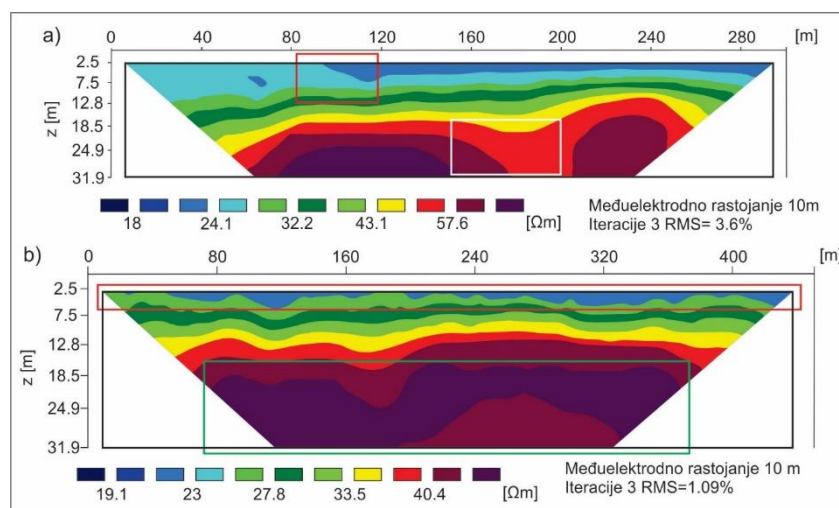 a)
0 40 80 120 160 200 240 280 [m]
2.5
7.5
12.8
18.5
24.9
31.9
z [m]
18 24.1 32.2 43.1 57.6 [Ωm]
Međuelektrodno rastojanje 10m
Iteracije 3 RMS= 3.6%
b)
0 80 160 240 320 400 [m]
2.5
7.5
12.8
18.5
24.9
31.9
z [m]
19.1 23 27.8 33.5 40.4 [Ωm]
Međuelektrodno rastojanje 10 m
Iteracije 3 RMS=1.09%